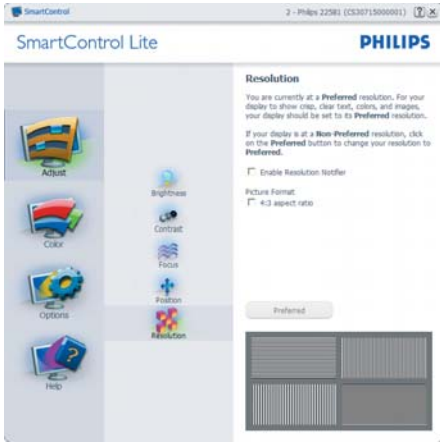 SmartControl
2 - Philips 225B1 (CS30715000001)
SmartControl Lite
PHILIPS
Adjust
Color
Options
Help
Brightness
Contrast
Focus
Position
Resolution
Resolution
You are currently at a Preferred resolution. For your
display to show crisp, clear text, colors, and images,
your display should be set to its Preferred resolution.
If your display is at a Non-Preferred resolution, click
on the Preferred button to change your resolution to
Preferred.
Enable Resolution Notifier
Picture Format
4:3 aspect ratio
Preferred